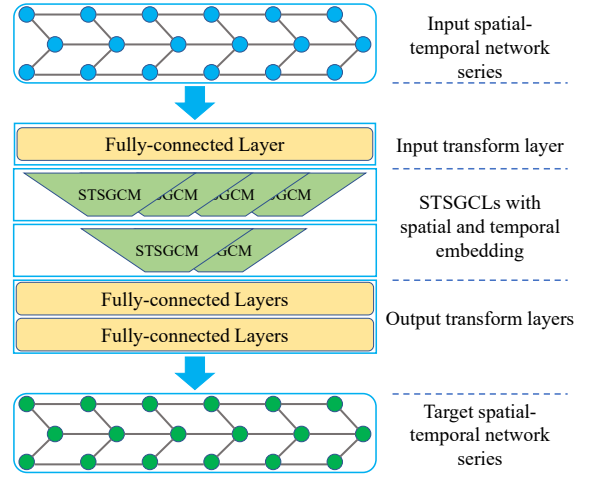 Input spatial-
temporal network
series
Fully-connected Layer
Input transform layer
STSGCM
GCM
GCM
GCM
STSGCLs with
spatial and temporal
embedding
STSGCM
GCM
Fully-connected Layers
Fully-connected Layers
Output transform layers
Target spatial-
temporal network
series